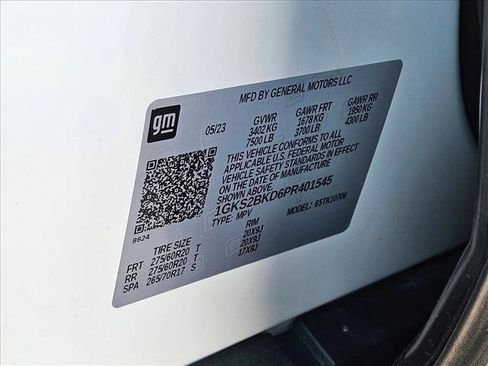 gm
MFD BY GENERAL MOTORS LLC
05/23 GVWR GAWR FRT GAWR RR
3402 KG 1678 KG 1950 KG
7500 LB 3700 LB 4300 LB
THIS VEHICLE CONFORMS TO ALL
APPLICABLE U.S. FEDERAL MOTOR
VEHICLE SAFETY STANDARDS IN
EFFECT ON THE DATE OF MANUFACTURE
SHOWN ABOVE.
1GKS2BKD6PR401545
TYPE: MPV 6STK10706
8624
TIRE SIZE RIM
FRT 275/60R20 T 20X9J
RR 275/60R20 T 20X9J
SPA 265/70R17 S 17X8J